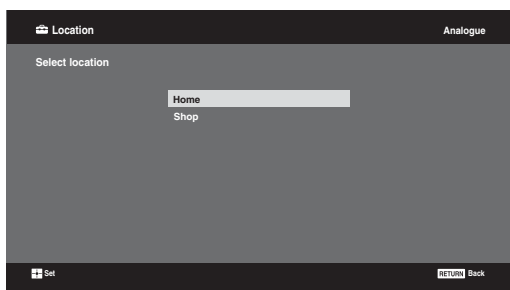 Location
Analogue
Select location
Home
Shop
Set
RETURN Back